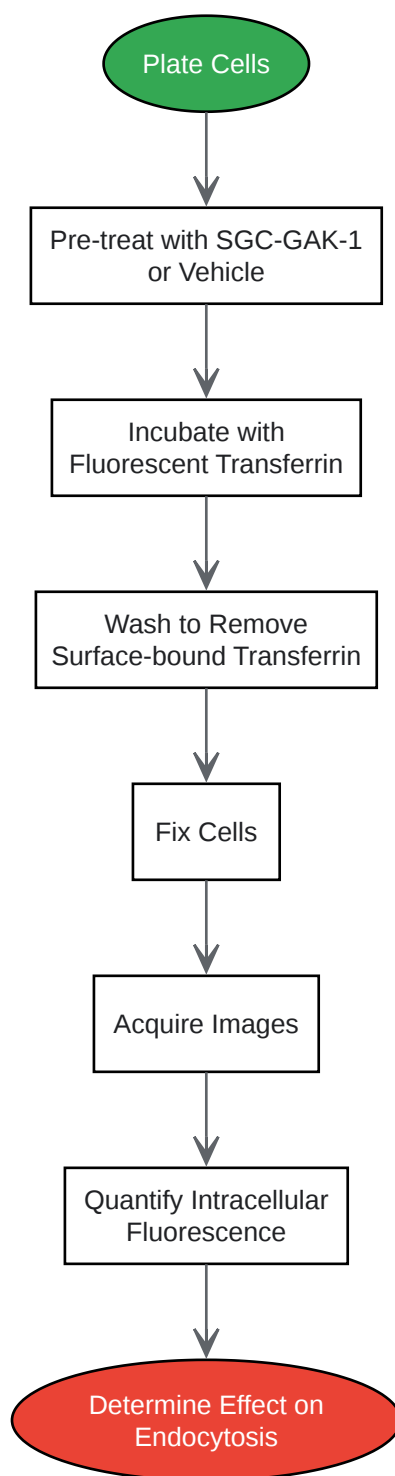 Plate Cells
Pre-treat with SGC-GAK-1
or Vehicle
Incubate with
Fluorescent Transferrin
Wash to Remove
Surface-bound Transferrin
Fix Cells
Acquire Images
Quantify Intracellular
Fluorescence
Determine Effect on
Endocytosis